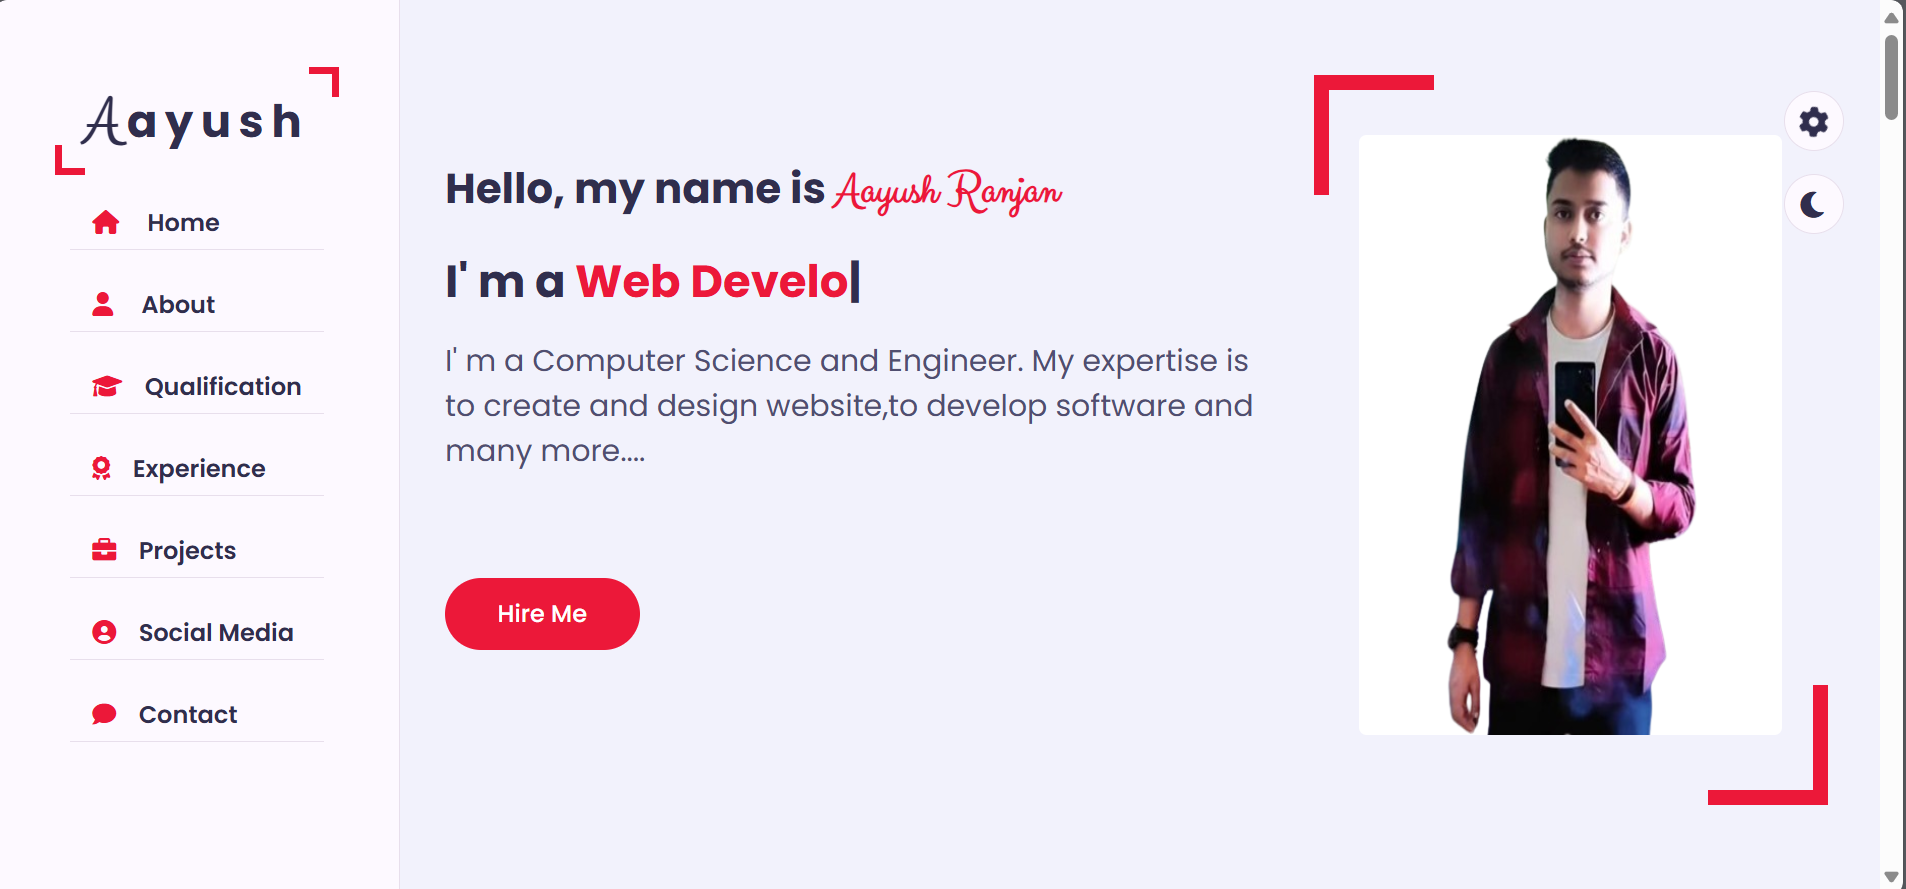 Aayush
Home
About
Qualification
Experience
Projects
Social Media
Contact
Hello, my name is Aayush Ranjan
I' m a Web Develo|
I' m a Computer Science and Engineer. My expertise is
to create and design website,to develop software and
many more....
Hire Me